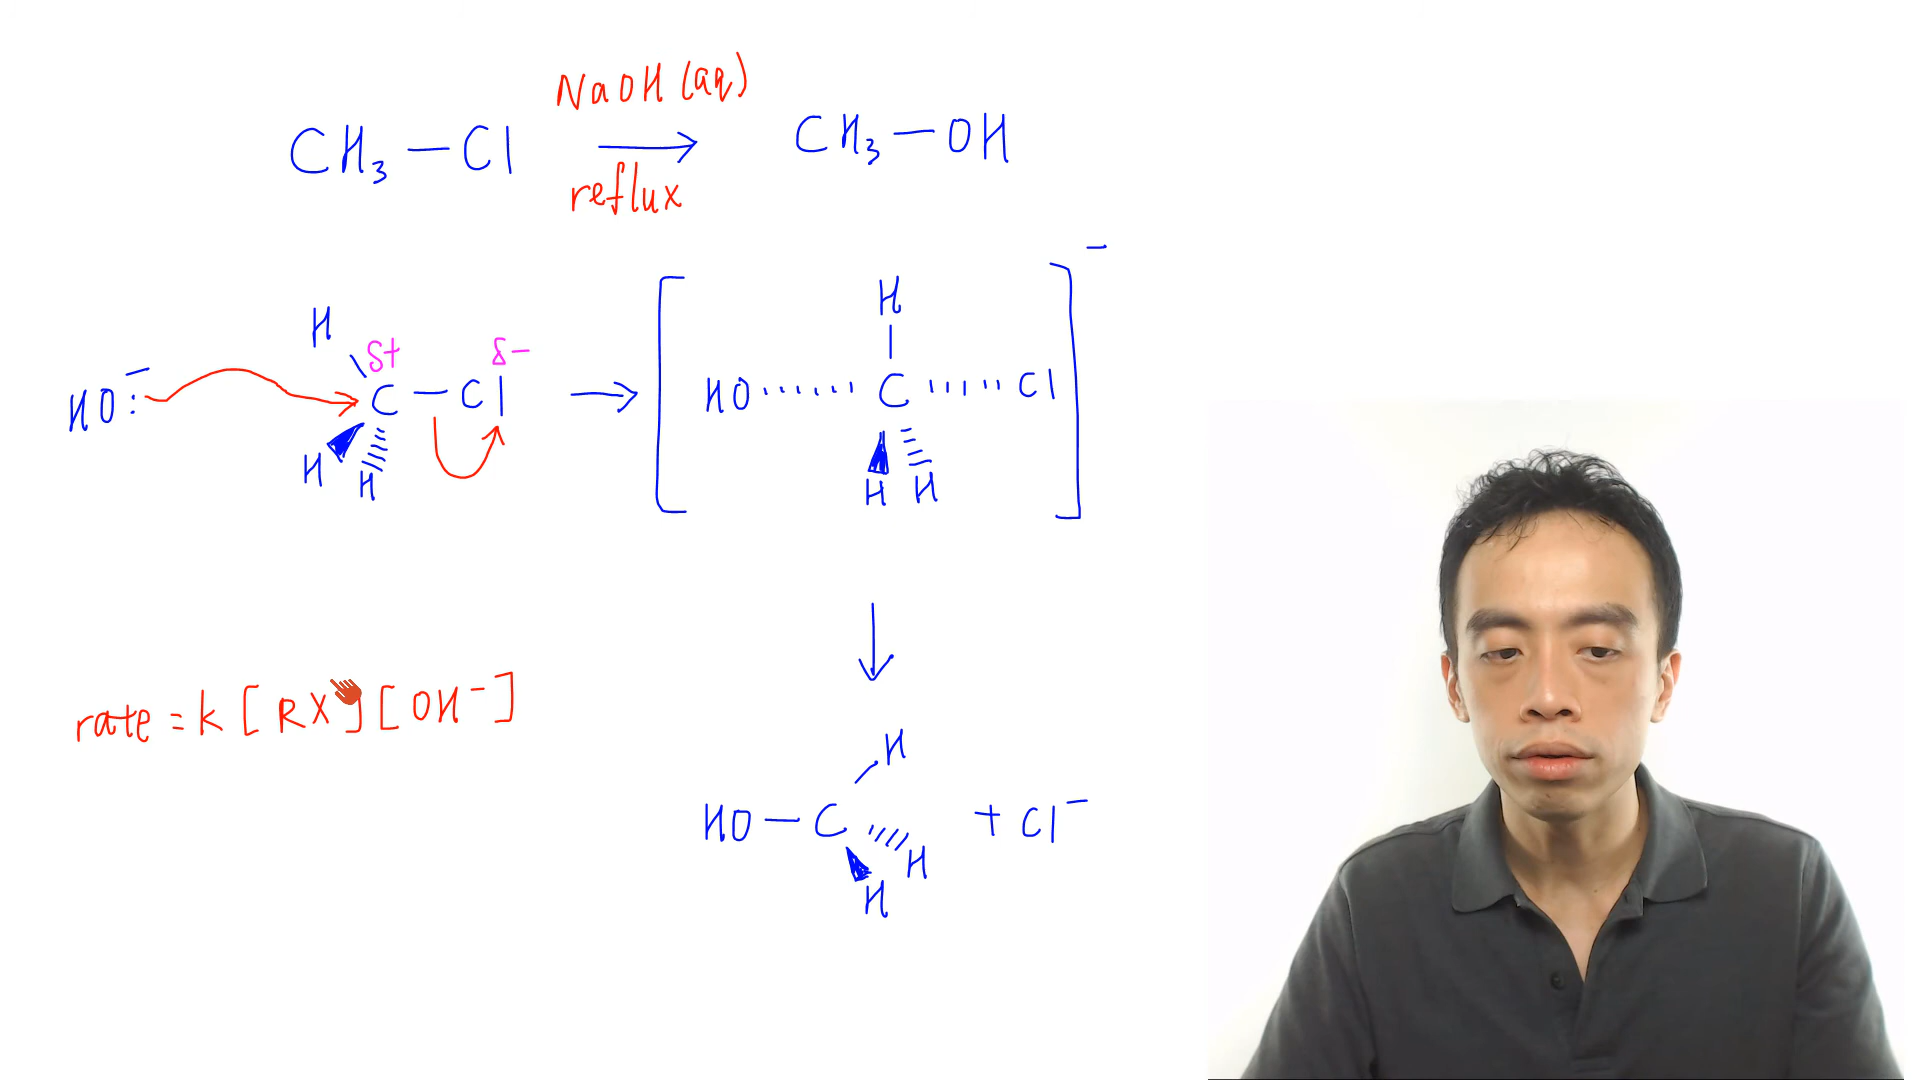 NaOH (aq)
CH₃ — Cl → CH₃ — OH
reflux
H
H
δ+ δ-
HO:⁻ C — Cl → [ HO ...... C ...... Cl ]⁻
H H
H H
rate = k [RX] [OH⁻]
H
HO — C + Cl⁻
H
H